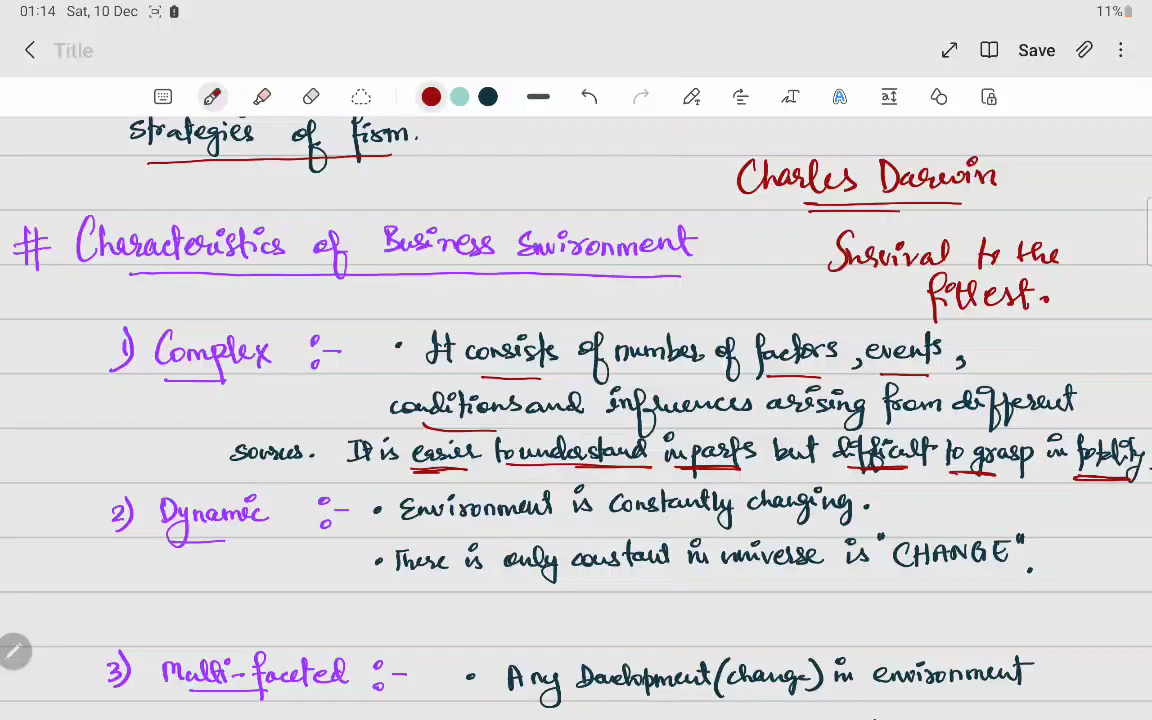 01:14 Sat, 10 Dec
11%
Title
Save
strategies of firm.
Charles Darwin
# Characteristics of Business Environment
Survival to the
fittest.
1) Complex :- • It consists of number of factors, events,
conditions and influences arising from different
sources. It is easier to understand in parts but difficult to grasp in totality.
2) Dynamic :- • Environment is constantly changing.
• There is only constant in universe is "CHANGE".
3) Multi-faceted :- • Any Development (change) in environment